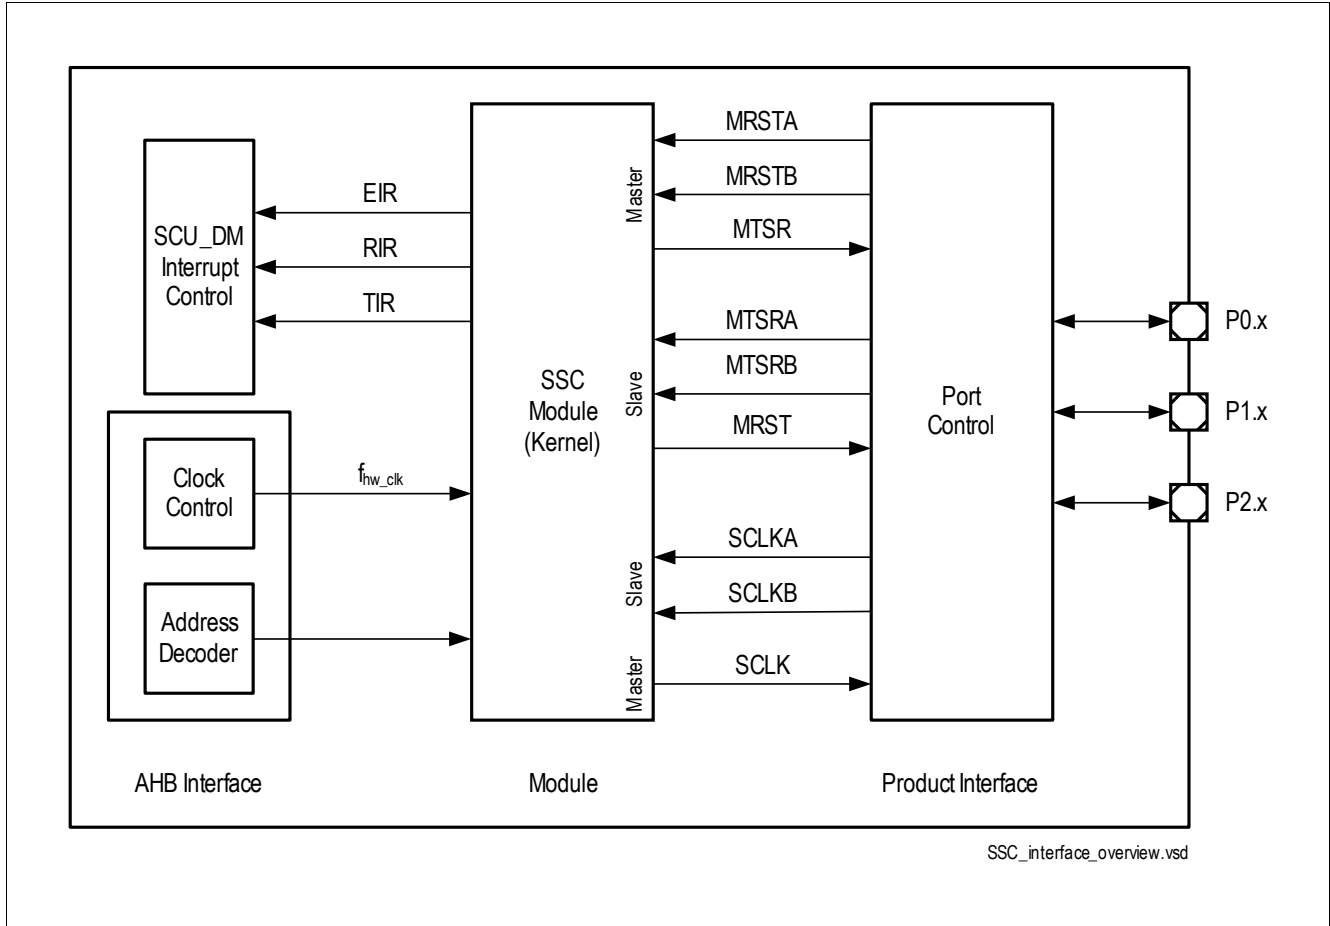 SCU_DM
Interrupt
Control
EIR
RIR
TIR
Clock
Control
fhw_clk
Address
Decoder
SSC
Module
(Kernel)
Master
Slave
Slave
Master
MRSTA
MRSTB
MTSR
MTSRA
MTSRB
MRST
SCLKA
SCLKB
SCLK
Port
Control
P0.x
P1.x
P2.x
AHB Interface
Module
Product Interface
SSC_interface_overview.vsd